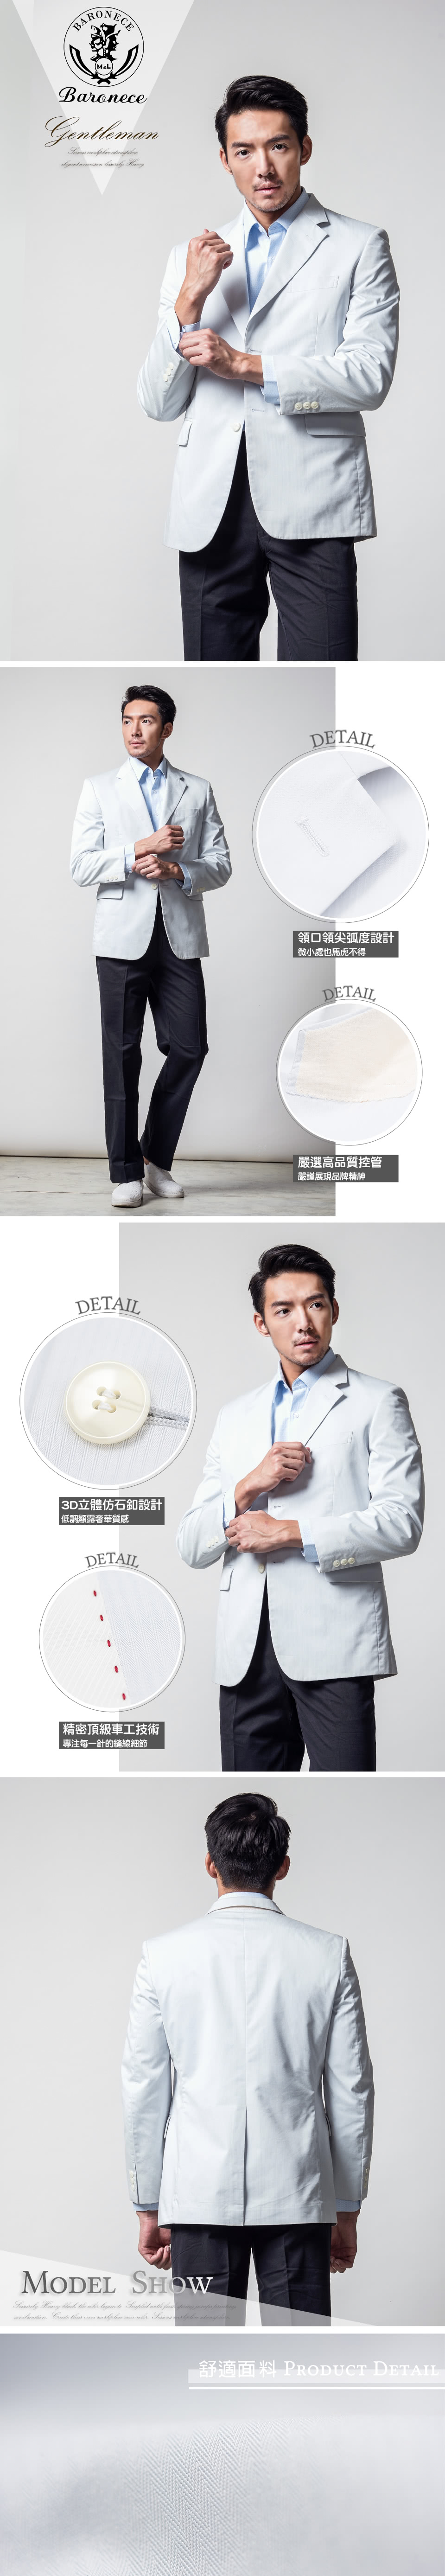 BARONECE
M&L
Baronece
Gentleman
DETAIL
領口領尖弧度設計
微小處也馬虎不得
DETAIL
嚴選高品質控管
嚴謹展現品牌精神
DETAIL
3D立體仿石釦設計
低調顯露奢華質感
DETAIL
精密頂級車工技術
專注每一針的縫線細節
MODEL SHOW
舒適面料 PRODUCT DETAIL